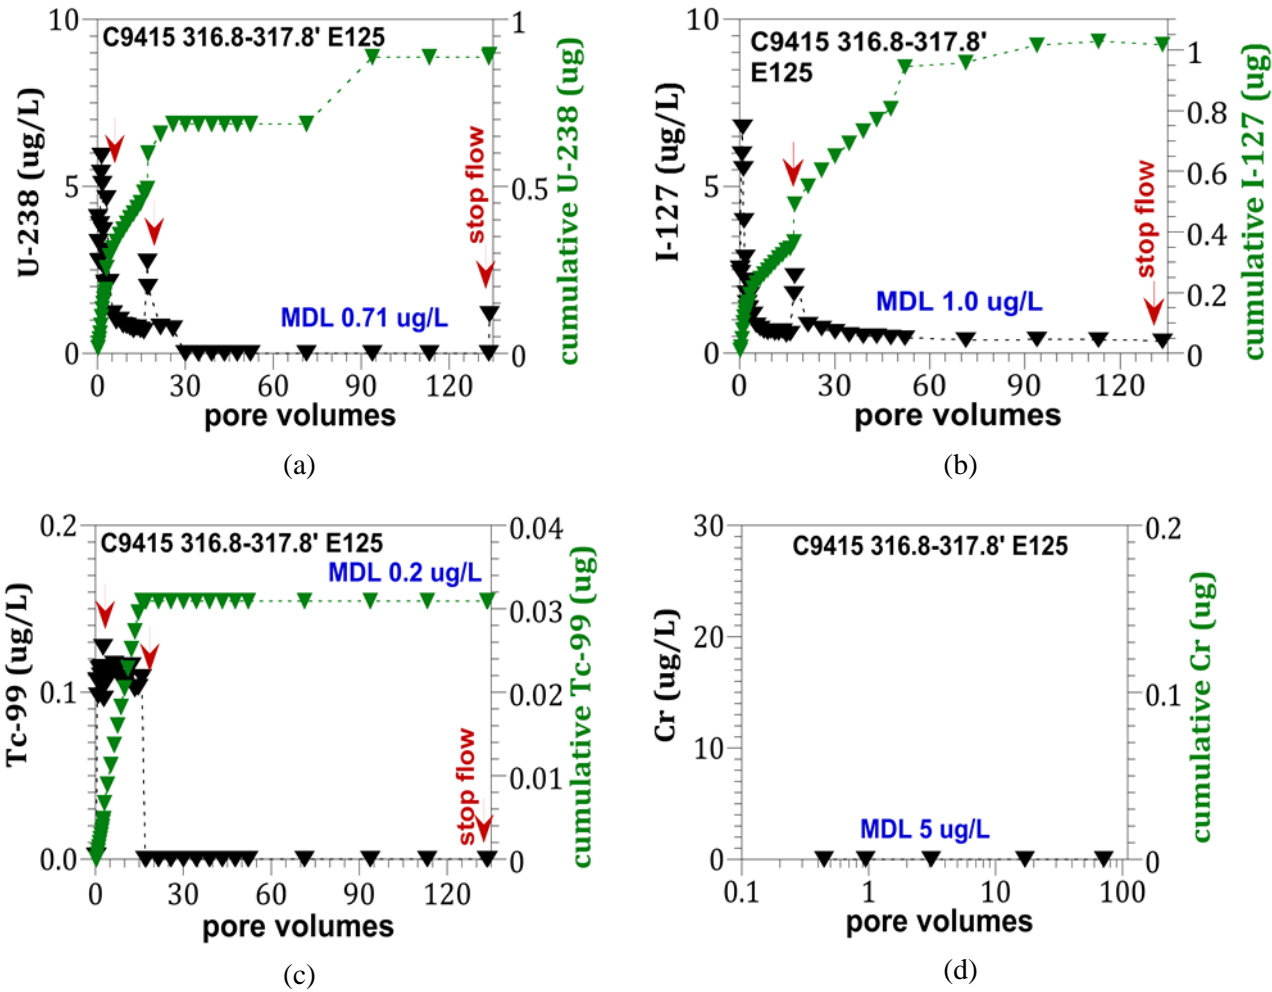 C9415 316.8-317.8' E125
10
5
0
U-238 (ug/L)
1
0.5
0
cumulative U-238 (ug)
stop flow
MDL 0.71 ug/L
0 30 60 90 120
pore volumes
(a)
C9415 316.8-317.8'
E125
10
5
0
I-127 (ug/L)
1
0.8
0.6
0.4
0.2
0
cumulative I-127 (ug)
stop flow
MDL 1.0 ug/L
0 30 60 90 120
pore volumes
(b)
C9415 316.8-317.8' E125
MDL 0.2 ug/L
0.2
0.1
0.0
Tc-99 (ug/L)
0.04
0.03
0.02
0.01
0
cumulative Tc-99 (ug)
stop flow
0 30 60 90 120
pore volumes
(c)
C9415 316.8-317.8' E125
30
20
10
0
Cr (ug/L)
0.2
0.1
0
cumulative Cr (ug)
MDL 5 ug/L
0.1 1 10 100
pore volumes
(d)